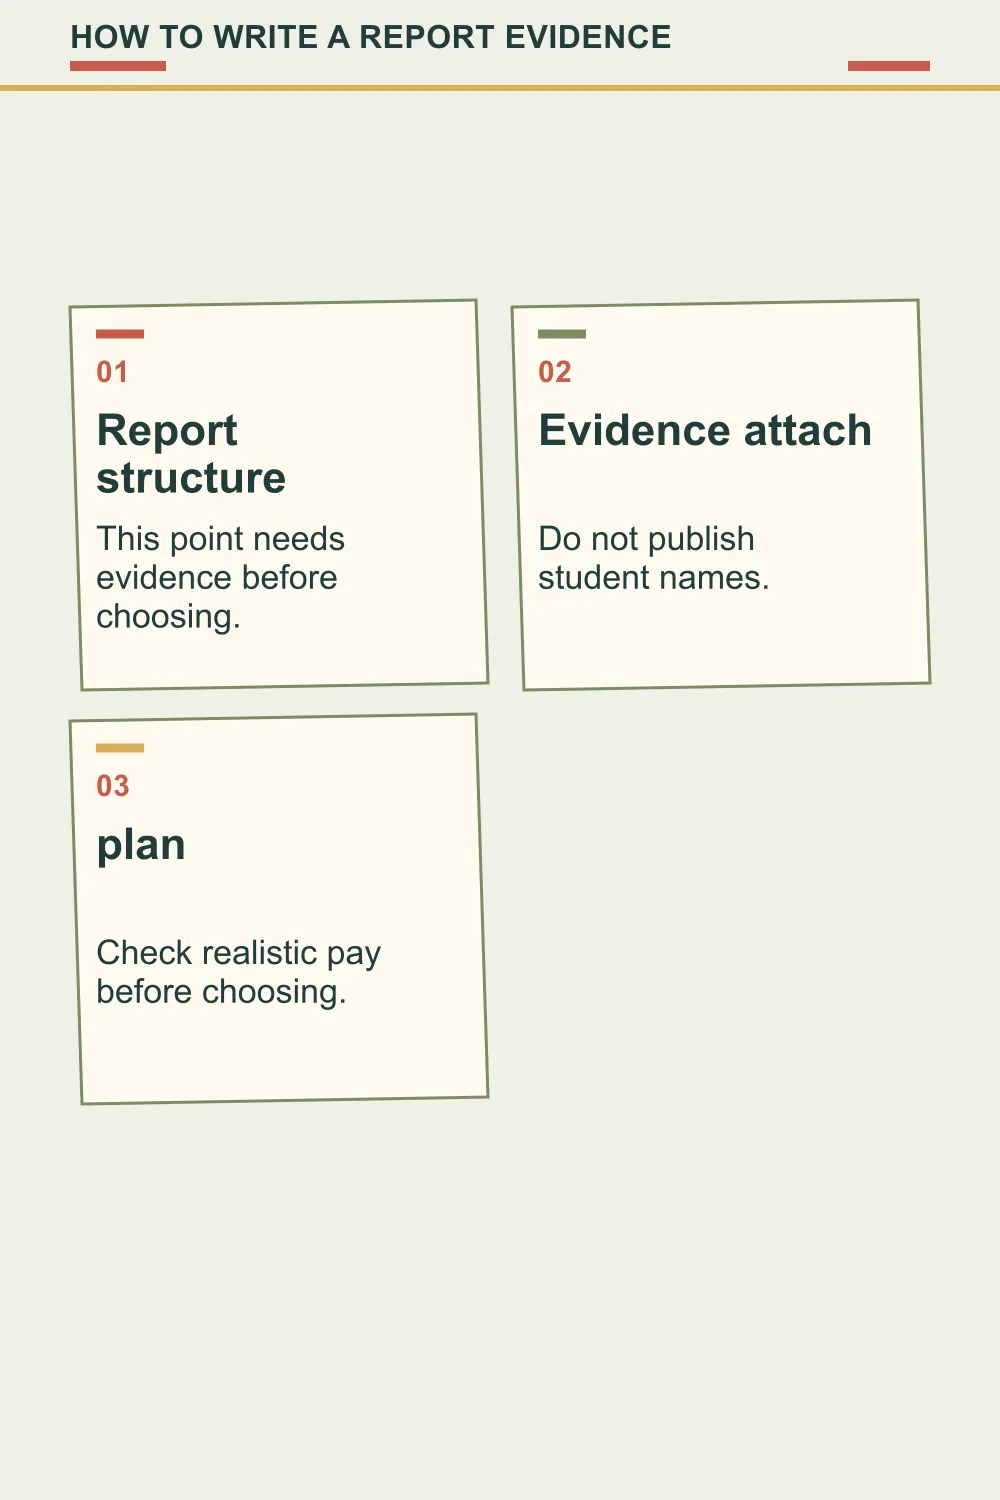 HOW TO WRITE A REPORT EVIDENCE
01
Report
structure
This point needs
evidence before
choosing.
02
Evidence attach
Do not publish
student names.
03
plan
Check realistic pay
before choosing.